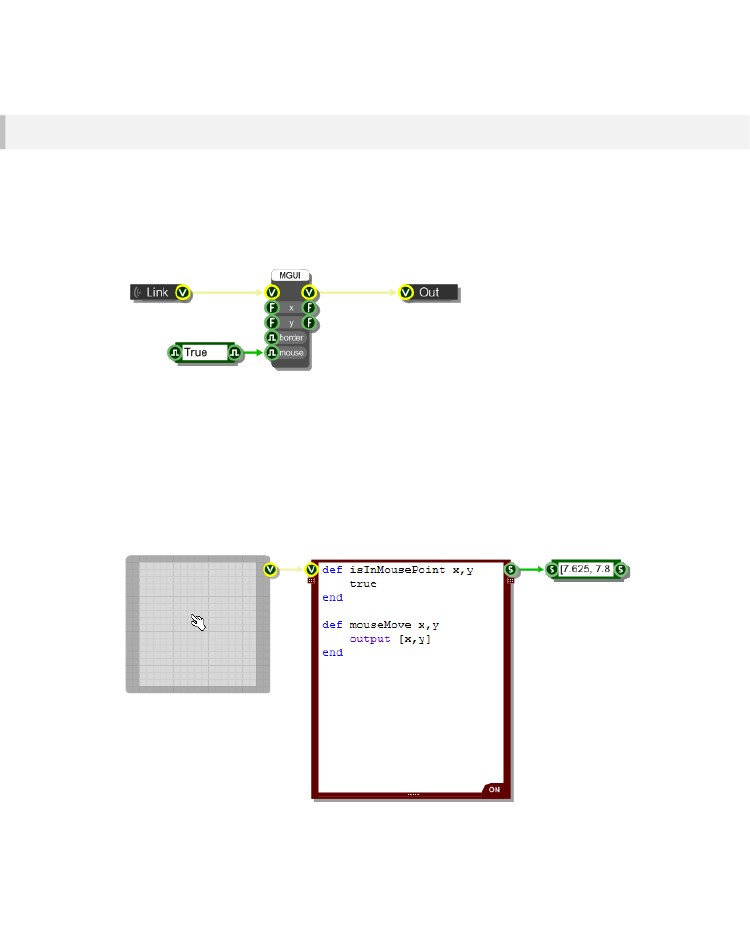 MGUI
Link V V V V Out
F x F
F y F
border
True mouse
V V def isInMousePoint x,y S S [7.625, 7.8 S
true
end
def mouseMove x,y
output [x,y]
end
ON